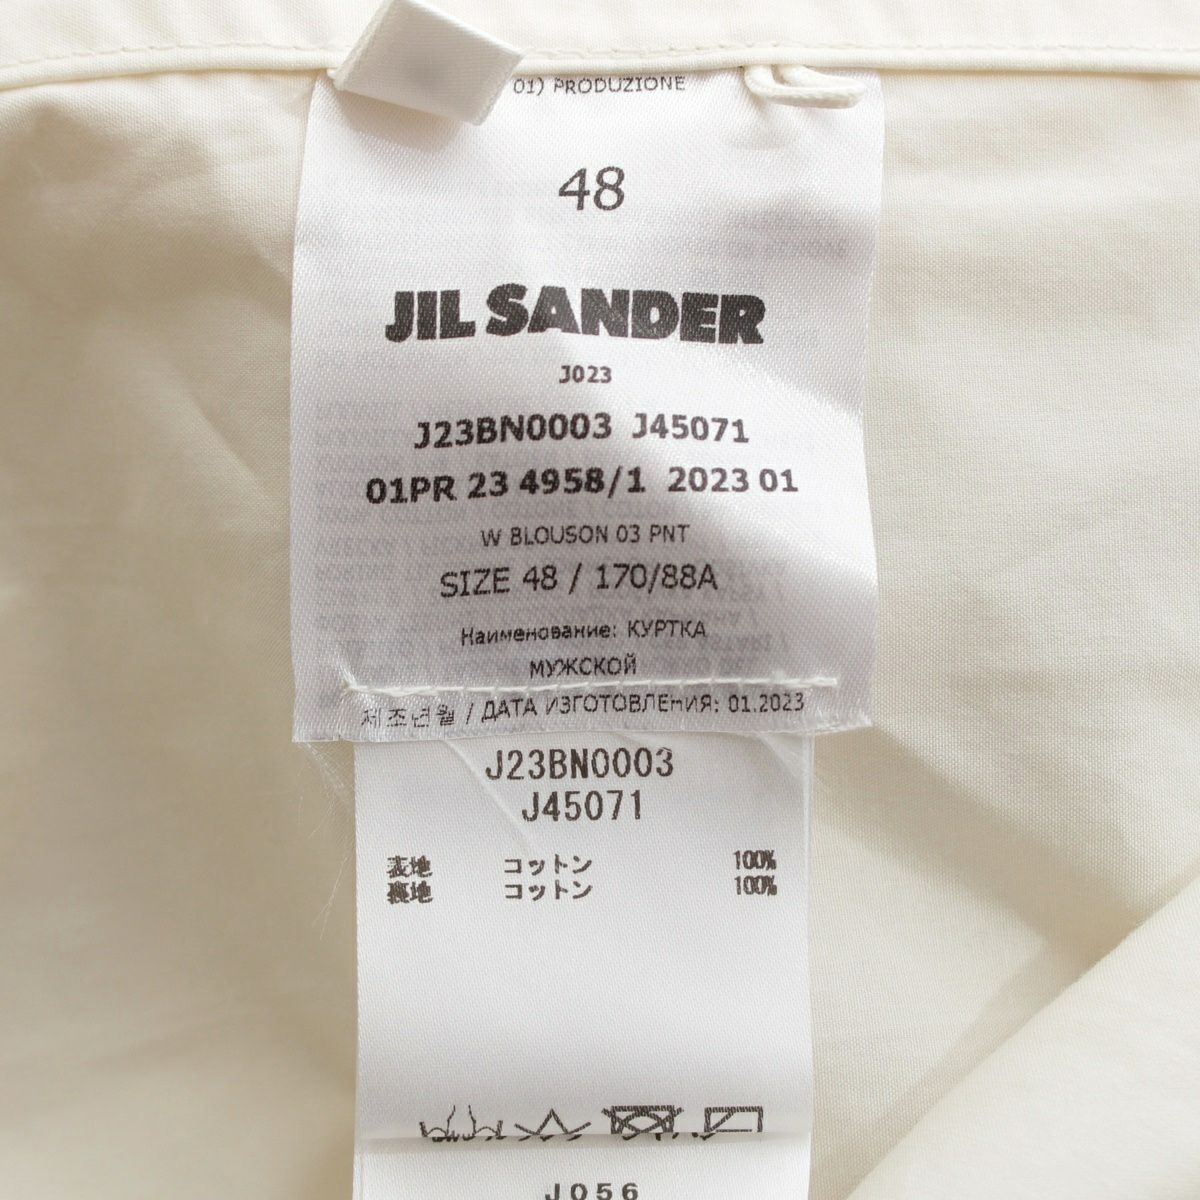 01) PRODUZIONE
48
JIL SANDER
J023
J23BN0003 J45071
01PR 23 4958/1 2023 01
W BLOUSON 03 PNT
SIZE 48 / 170/88A
Наименование: КУРТКА
МУЖСКОЙ
제조년월 / ДАТА ИЗГОТОВЛЕНИЯ: 01.2023
J23BN0003
J45071
表地 コットン 100%
裏地 コットン 100%
J056